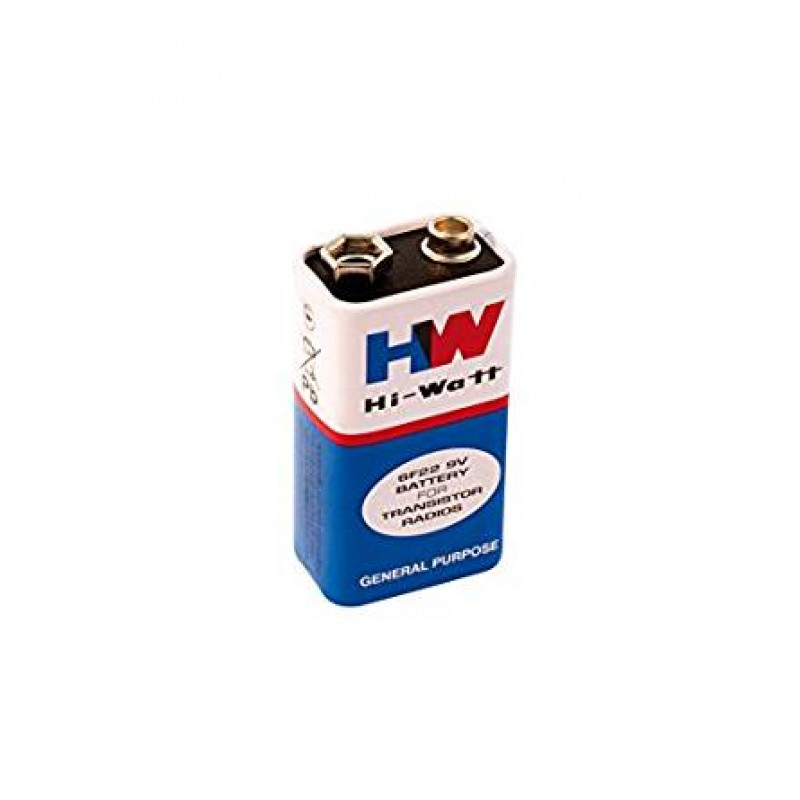 HW
Hi-Watt
6F22 9V
BATTERY
FOR
TRANSISTOR
RADIOS
GENERAL PURPOSE